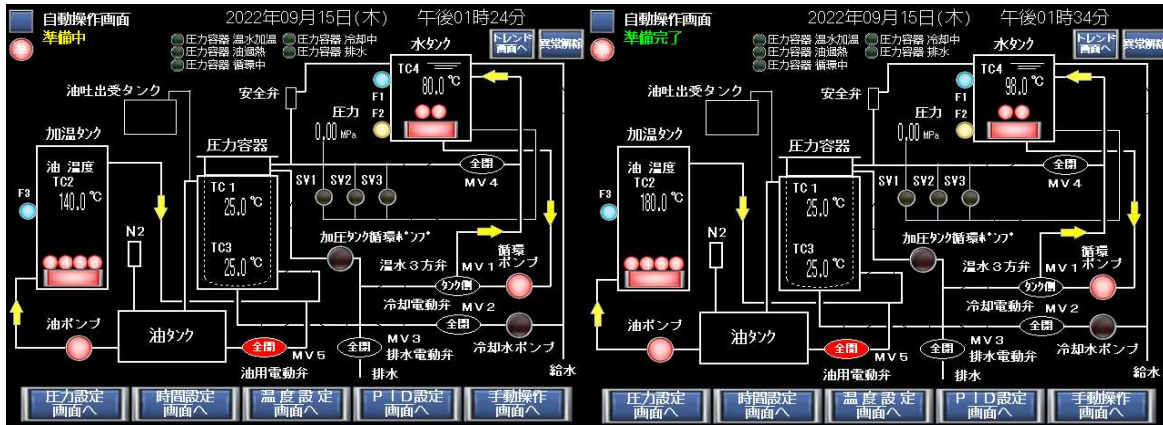 自動操作画面
2022年09月15日(木) 午後01時24分
準備中
圧力容器 温水加温
圧力容器 冷却中
圧力容器 油過熱
圧力容器 排水
圧力容器 循環中
水タンク
トレンド
画面へ
異常解除
TC4
80.0 ℃
F1
F2
油吐出受タンク
安全弁
圧力
0.00 MPa
加温タンク
圧力容器
全閉
MV4
油 温度
TC2
140.0 ℃
F3
TC1
25.0 ℃
SV1 SV2 SV3
N2
TC3
25.0 ℃
加圧タンク循環ポンプ
循環
ポンプ
温水3方弁
MV1
タンク側
冷却電動弁 MV2
油ポンプ
油タンク
全閉
冷却水ポンプ
全開
MV5
油用電動弁
全閉
MV3
排水電動弁
排水
給水
圧力設定
画面へ
時間設定
画面へ
温度設定
画面へ
PID設定
画面へ
手動操作
画面へ
自動操作画面
2022年09月15日(木) 午後01時34分
準備完了
圧力容器 温水加温
圧力容器 冷却中
圧力容器 油過熱
圧力容器 排水
圧力容器 循環中
水タンク
トレンド
画面へ
異常解除
TC4
98.0 ℃
F1
F2
油吐出受タンク
安全弁
圧力
0.00 MPa
加温タンク
圧力容器
全閉
MV4
油 温度
TC2
180.0 ℃
F3
TC1
25.0 ℃
SV1 SV2 SV3
N2
TC3
25.0 ℃
加圧タンク循環ポンプ
循環
ポンプ
温水3方弁
MV1
タンク側
冷却電動弁 MV2
油ポンプ
油タンク
全閉
冷却水ポンプ
全開
MV5
油用電動弁
全閉
MV3
排水電動弁
排水
給水
圧力設定
画面へ
時間設定
画面へ
温度設定
画面へ
PID設定
画面へ
手動操作
画面へ